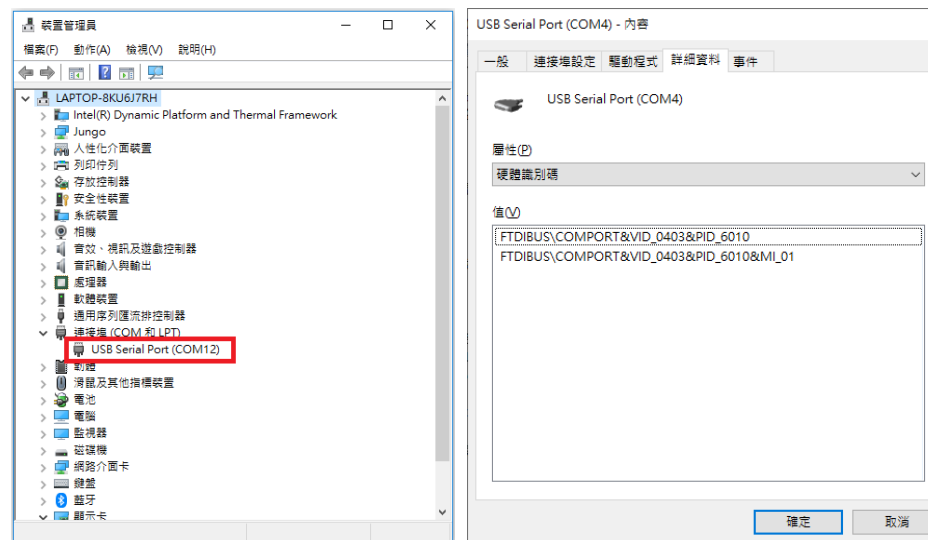 裝置管理員
檔案(F) 動作(A) 檢視(V) 說明(H)
LAPTOP-8KU6J7RH
Intel(R) Dynamic Platform and Thermal Framework
Jungo
人性化介面裝置
列印佇列
存放控制器
安全性裝置
系統裝置
相機
音效、視訊及遊戲控制器
音訊輸入與輸出
處理器
軟體裝置
通用序列匯流排控制器
連接埠 (COM 和 LPT)
USB Serial Port (COM12)
韌體
滑鼠及其他指標裝置
電池
電腦
監視器
磁碟機
網路介面卡
鍵盤
藍牙
顯示卡
USB Serial Port (COM4) - 內容
一般 連接埠設定 驅動程式 詳細資料 事件
USB Serial Port (COM4)
屬性(P)
硬體識別碼
值(V)
FTDIBUS\COMPORT&VID_0403&PID_6010
FTDIBUS\COMPORT&VID_0403&PID_6010&MI_01
確定 取消